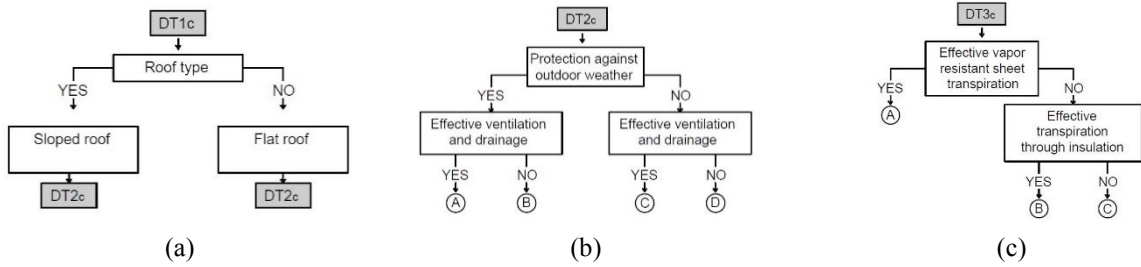 DT1c
Roof type
YES
NO
Sloped roof
Flat roof
DT2c
DT2c
(a)
DT2c
Protection against
outdoor weather
YES
NO
Effective ventilation
and drainage
Effective ventilation
and drainage
YES
NO
YES
NO
A
B
C
D
(b)
DT3c
Effective vapor
resistant sheet
transpiration
YES
NO
A
Effective
transpiration
through insulation
YES
NO
B
C
(c)